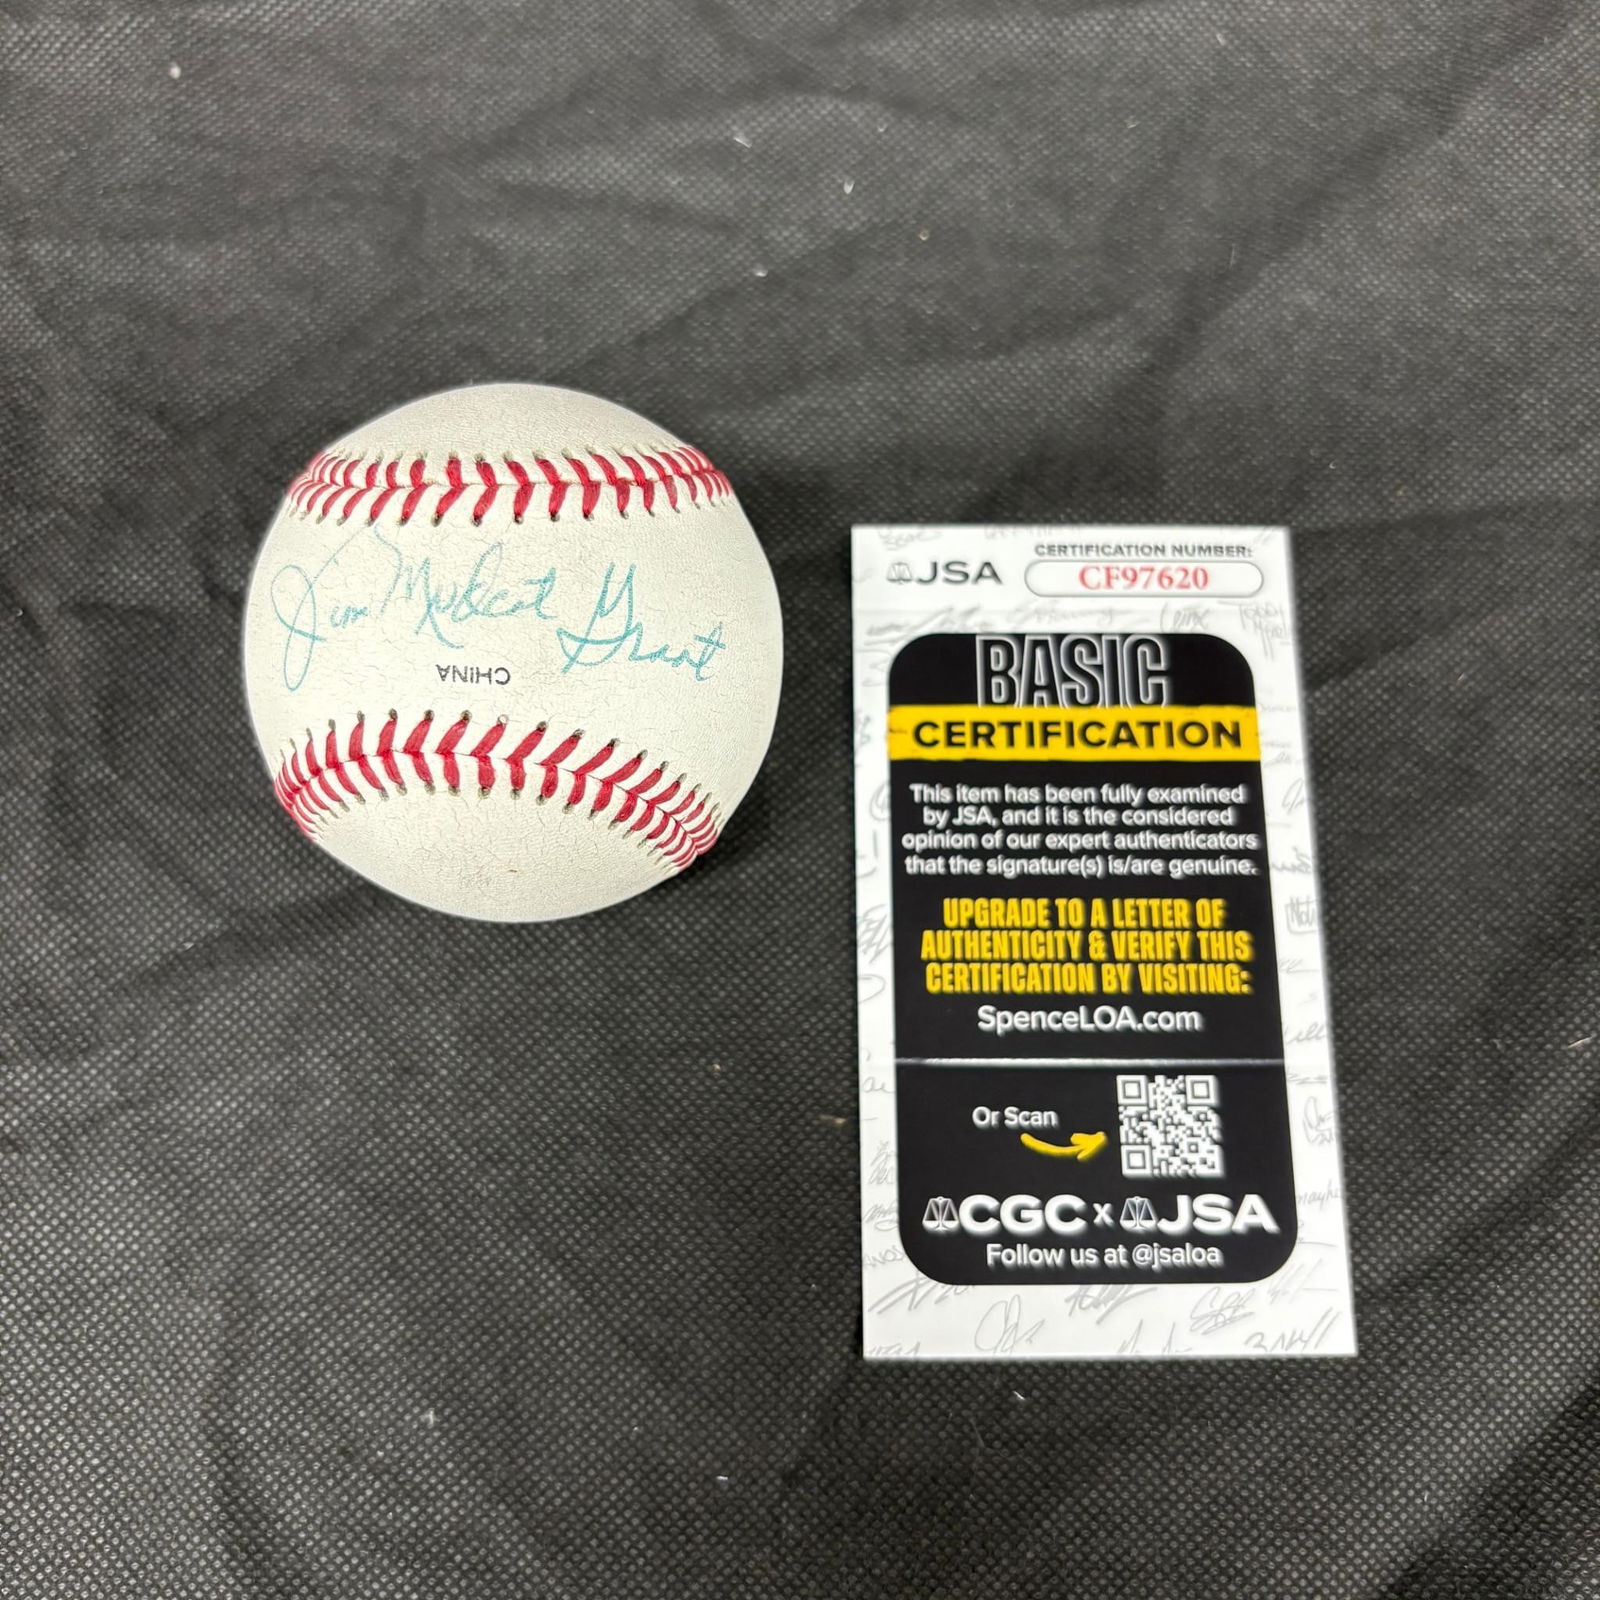 Jim Mudcat Grant
CHINA
JSA
CERTIFICATION NUMBER:
CF97620
BASIC
CERTIFICATION
This item has been fully examined
by JSA, and it is the considered
opinion of our expert authenticators
that the signature(s) is/are genuine.
UPGRADE TO A LETTER OF
AUTHENTICITY & VERIFY THIS
CERTIFICATION BY VISITING:
SpenceLOA.com
Or Scan
CGC x JSA
Follow us at @jsaloa